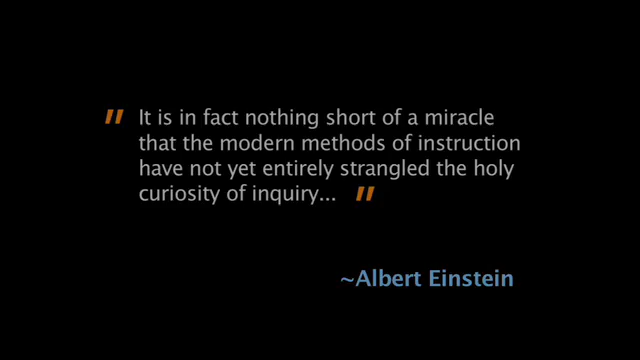 " It is in fact nothing short of a miracle
that the modern methods of instruction
have not yet entirely strangled the holy
curiosity of inquiry... "
~Albert Einstein